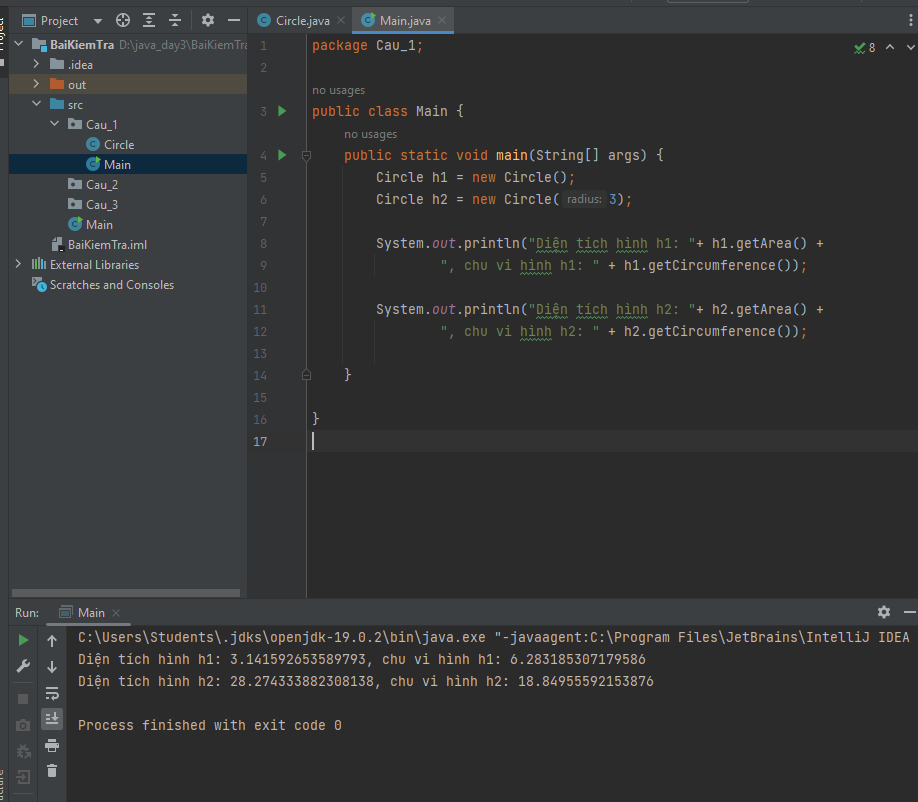 Project
Circle.java
Main.java
BaiKiemTra D:\java_day3\BaiKiemTra
.idea
out
src
Cau_1
Circle
Main
Cau_2
Cau_3
Main
BaiKiemTra.iml
External Libraries
Scratches and Consoles
8
1 package Cau_1;
2
no usages
3 public class Main {
no usages
4 public static void main(String[] args) {
5 Circle h1 = new Circle();
6 Circle h2 = new Circle( radius: 3);
7
8 System.out.println("Diện tích hình h1: "+ h1.getArea() +
9 ", chu vi hình h1: " + h1.getCircumference());
10
11 System.out.println("Diện tích hình h2: "+ h2.getArea() +
12 ", chu vi hình h2: " + h2.getCircumference());
13
14 }
15
16 }
17
Run: Main
C:\Users\Students\.jdks\openjdk-19.0.2\bin\java.exe "-javaagent:C:\Program Files\JetBrains\IntelliJ IDEA
Diện tích hình h1: 3.141592653589793, chu vi hình h1: 6.283185307179586
Diện tích hình h2: 28.274333882308138, chu vi hình h2: 18.84955592153876
Process finished with exit code 0